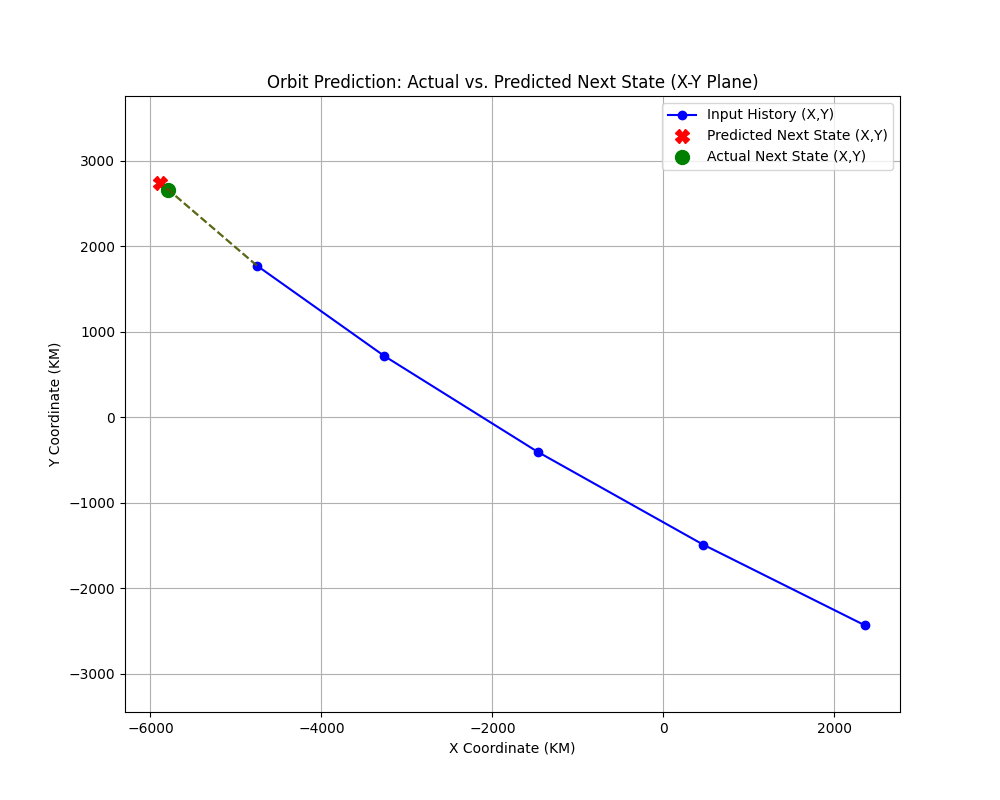 Orbit Prediction: Actual vs. Predicted Next State (X-Y Plane)
Input History (X,Y)
Predicted Next State (X,Y)
Actual Next State (X,Y)
Y Coordinate (KM)
3000
2000
1000
0
−1000
−2000
−3000
−6000
−4000
−2000
0
2000
X Coordinate (KM)